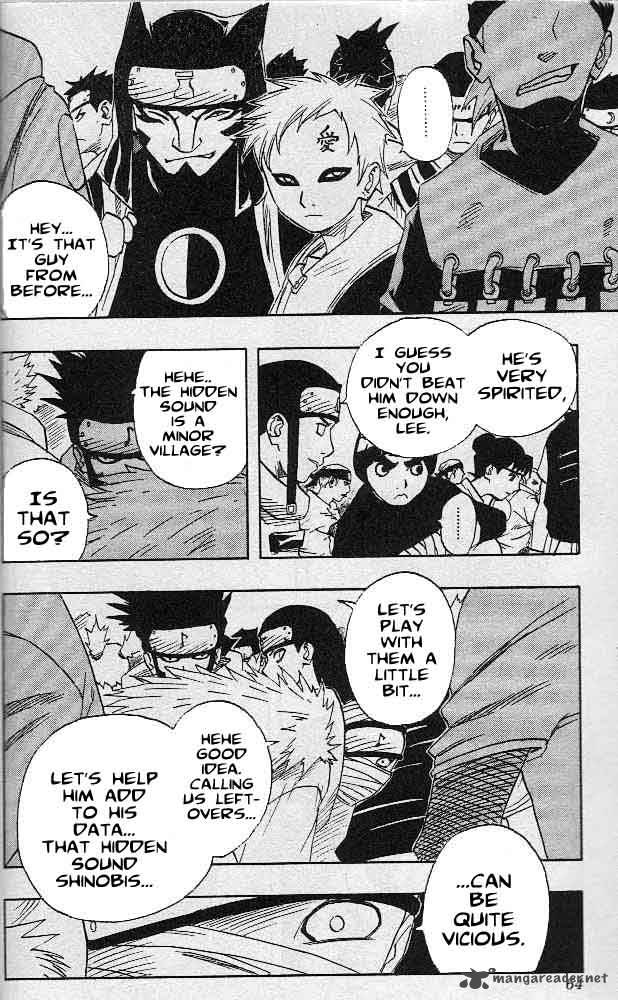 ........
愛
HEY...
IT'S THAT
GUY
FROM
BEFORE...
HE'S
VERY
SPIRITED,
I GUESS
YOU
DIDN'T BEAT
HIM DOWN
ENOUGH,
LEE.
........
HEHE..
THE HIDDEN
SOUND
IS A
MINOR
VILLAGE?
IS
THAT
SO?
LET'S
PLAY
WITH
THEM A
LITTLE
BIT...
HEHE
GOOD
IDEA.
CALLING
US LEFT-
OVERS...
LET'S HELP
HIM ADD
TO HIS
DATA...
THAT HIDDEN
SOUND
SHINOBIS...
...CAN
BE
QUITE
VICIOUS.
64
mangareader.net